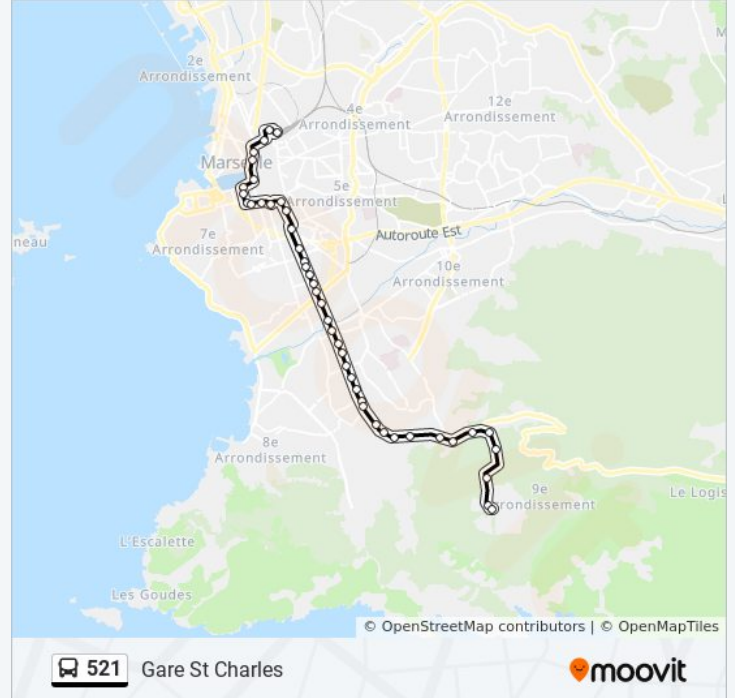 2e
Arrondissement
4e
Arrondissement
12e
Arrondissement
Marseille
5e
Arrondissement
neau
7e
Arrondissement
Autoroute Est
10e
Arrondissement
8e
Arrondissement
9e
Arrondissement
Le Logis
L'Escalette
Les Goudes
© OpenStreetMap contributors | © OpenMapTiles
521 Gare St Charles
moovit